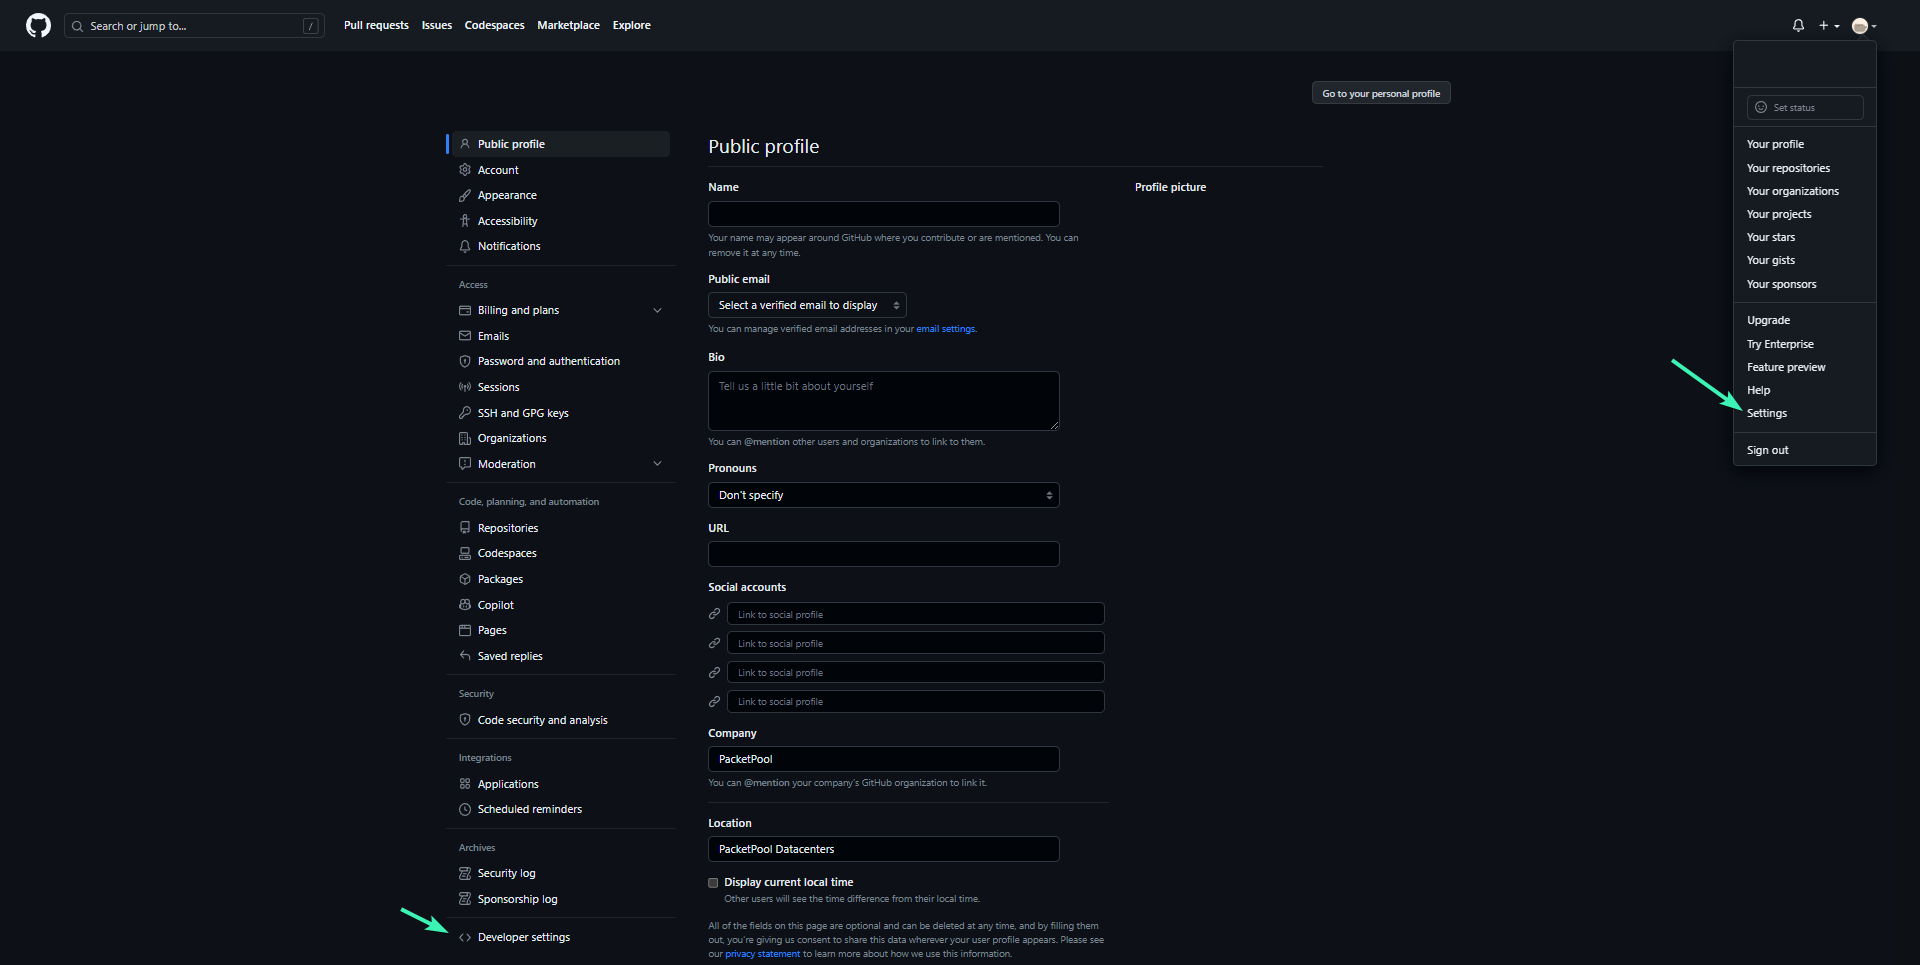 Search or jump to...
/
Pull requests
Issues
Codespaces
Marketplace
Explore
Go to your personal profile
Set status
Your profile
Your repositories
Your organizations
Your projects
Your stars
Your gists
Your sponsors
Upgrade
Try Enterprise
Feature preview
Help
Settings
Sign out
Public profile
Account
Appearance
Accessibility
Notifications
Access
Billing and plans
Emails
Password and authentication
Sessions
SSH and GPG keys
Organizations
Moderation
Code, planning, and automation
Repositories
Codespaces
Packages
Copilot
Pages
Saved replies
Security
Code security and analysis
Integrations
Applications
Scheduled reminders
Archives
Security log
Sponsorship log
Developer settings
Public profile
Name
Your name may appear around GitHub where you contribute or are mentioned. You can
remove it at any time.
Public email
Select a verified email to display
You can manage verified email addresses in your email settings.
Bio
Tell us a little bit about yourself
You can @mention other users and organizations to link to them.
Pronouns
Don't specify
URL
Social accounts
Link to social profile
Link to social profile
Link to social profile
Link to social profile
Company
PacketPool
You can @mention your company's GitHub organization to link it.
Location
PacketPool Datacenters
Display current local time
Other users will see the time difference from their local time.
All of the fields on this page are optional and can be deleted at any time, and by filling them
out, you're giving us consent to share this data wherever your user profile appears. Please see
our privacy statement to learn more about how we use this information.
Profile picture